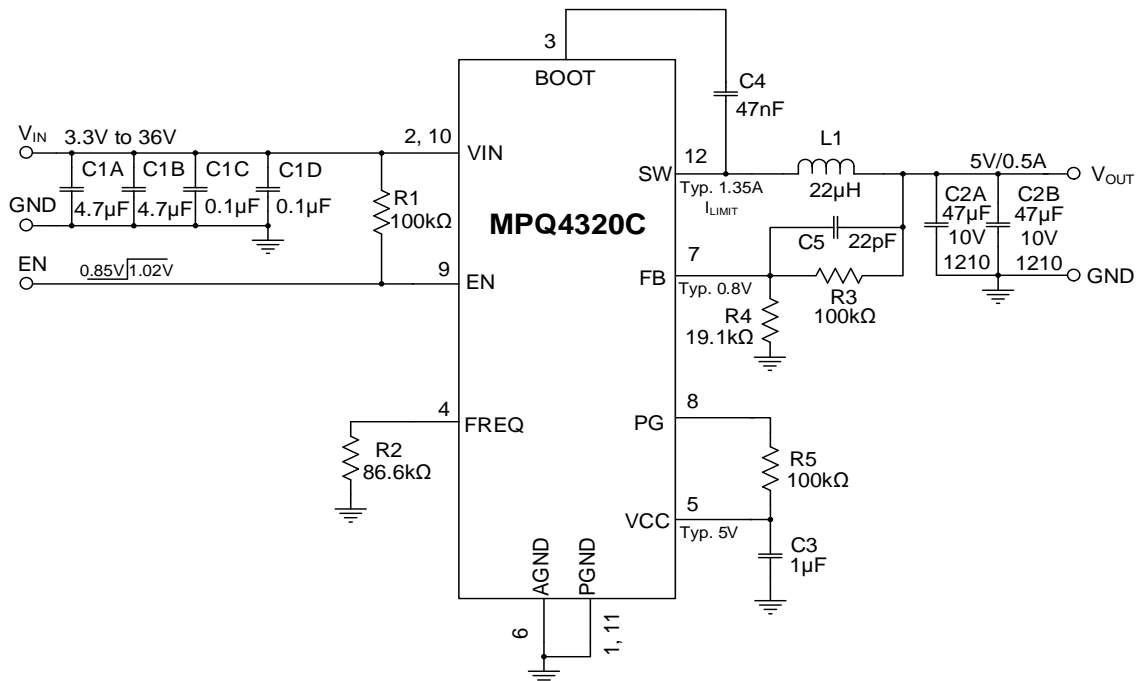 3
BOOT
C4
47nF
V_IN
3.3V to 36V
C1A C1B C1C C1D
4.7µF 4.7µF 0.1µF 0.1µF
GND
R1
100kΩ
2, 10
VIN
EN
0.85V 1.02V
9
EN
MPQ4320C
SW
12
Typ. 1.35A
I_LIMIT
L1
22µH
5V/0.5A
V_OUT
C2A C2B
47µF 47µF
10V 10V
1210 1210
GND
C5 22pF
7
FB
Typ. 0.8V
R3
100kΩ
R4
19.1kΩ
4
FREQ
R2
86.6kΩ
8
PG
R5
100kΩ
5
VCC
Typ. 5V
C3
1µF
AGND
PGND
6
1, 11